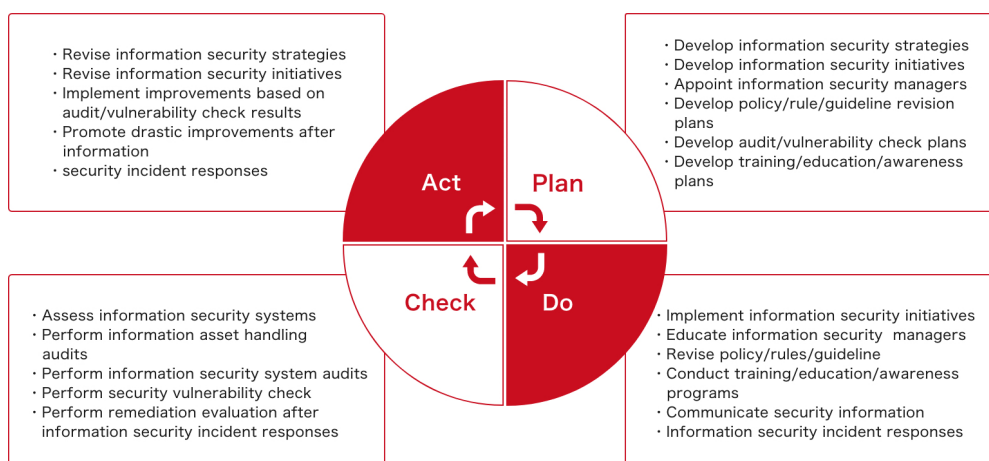 ・Revise information security strategies
・Revise information security initiatives
・Implement improvements based on
audit/vulnerability check results
・Promote drastic improvements after
information
・security incident responses
・Develop information security strategies
・Develop information security initiatives
・Appoint information security managers
・Develop policy/rule/guideline revision
plans
・Develop audit/vulnerability check plans
・Develop training/education/awareness
plans
Act
Plan
Check
Do
・Assess information security systems
・Perform information asset handling
audits
・Perform information security system audits
・Perform security vulnerability check
・Perform remediation evaluation after
information security incident responses
・Implement information security initiatives
・Educate information security  managers
・Revise policy/rules/guideline
・Conduct training/education/awareness
programs
・Communicate security information
・Information security incident responses